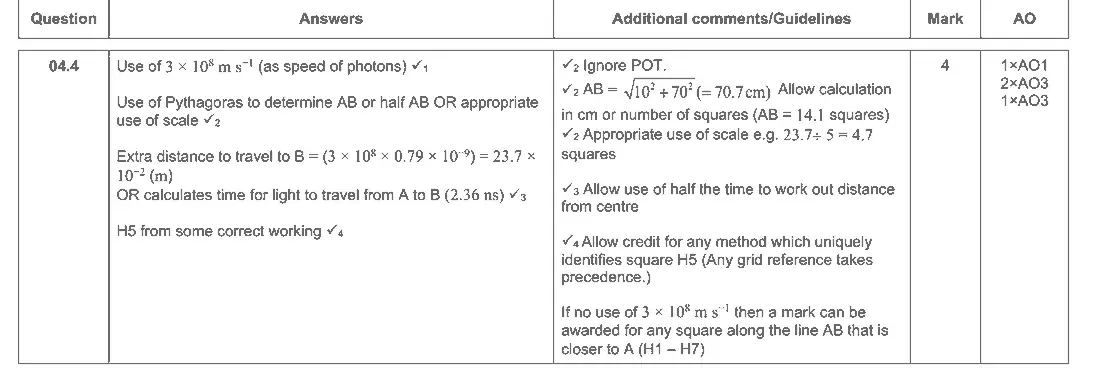 Question Answers Additional comments/Guidelines Mark AO
04.4 Use of 3 × 10⁸ m s⁻¹ (as speed of photons) ✓₁ ✓₂ Ignore POT. 4 1×AO1
2×AO3
1×AO3
Use of Pythagoras to determine AB or half AB OR appropriate
use of scale ✓₂
Extra distance to travel to B = (3 × 10⁸ × 0.79 × 10⁻⁹) = 23.7 ×
10⁻² (m)
OR calculates time for light to travel from A to B (2.36 ns) ✓₃
H5 from some correct working ✓₄
✓₂ AB = √10² + 70² (= 70.7cm) Allow calculation
in cm or number of squares (AB = 14.1 squares)
✓₂ Appropriate use of scale e.g. 23.7÷ 5 = 4.7
squares
✓₃ Allow use of half the time to work out distance
from centre
✓₄ Allow credit for any method which uniquely
identifies square H5 (Any grid reference takes
precedence.)
If no use of 3 × 10⁸ m s⁻¹ then a mark can be
awarded for any square along the line AB that is
closer to A (H1 – H7)